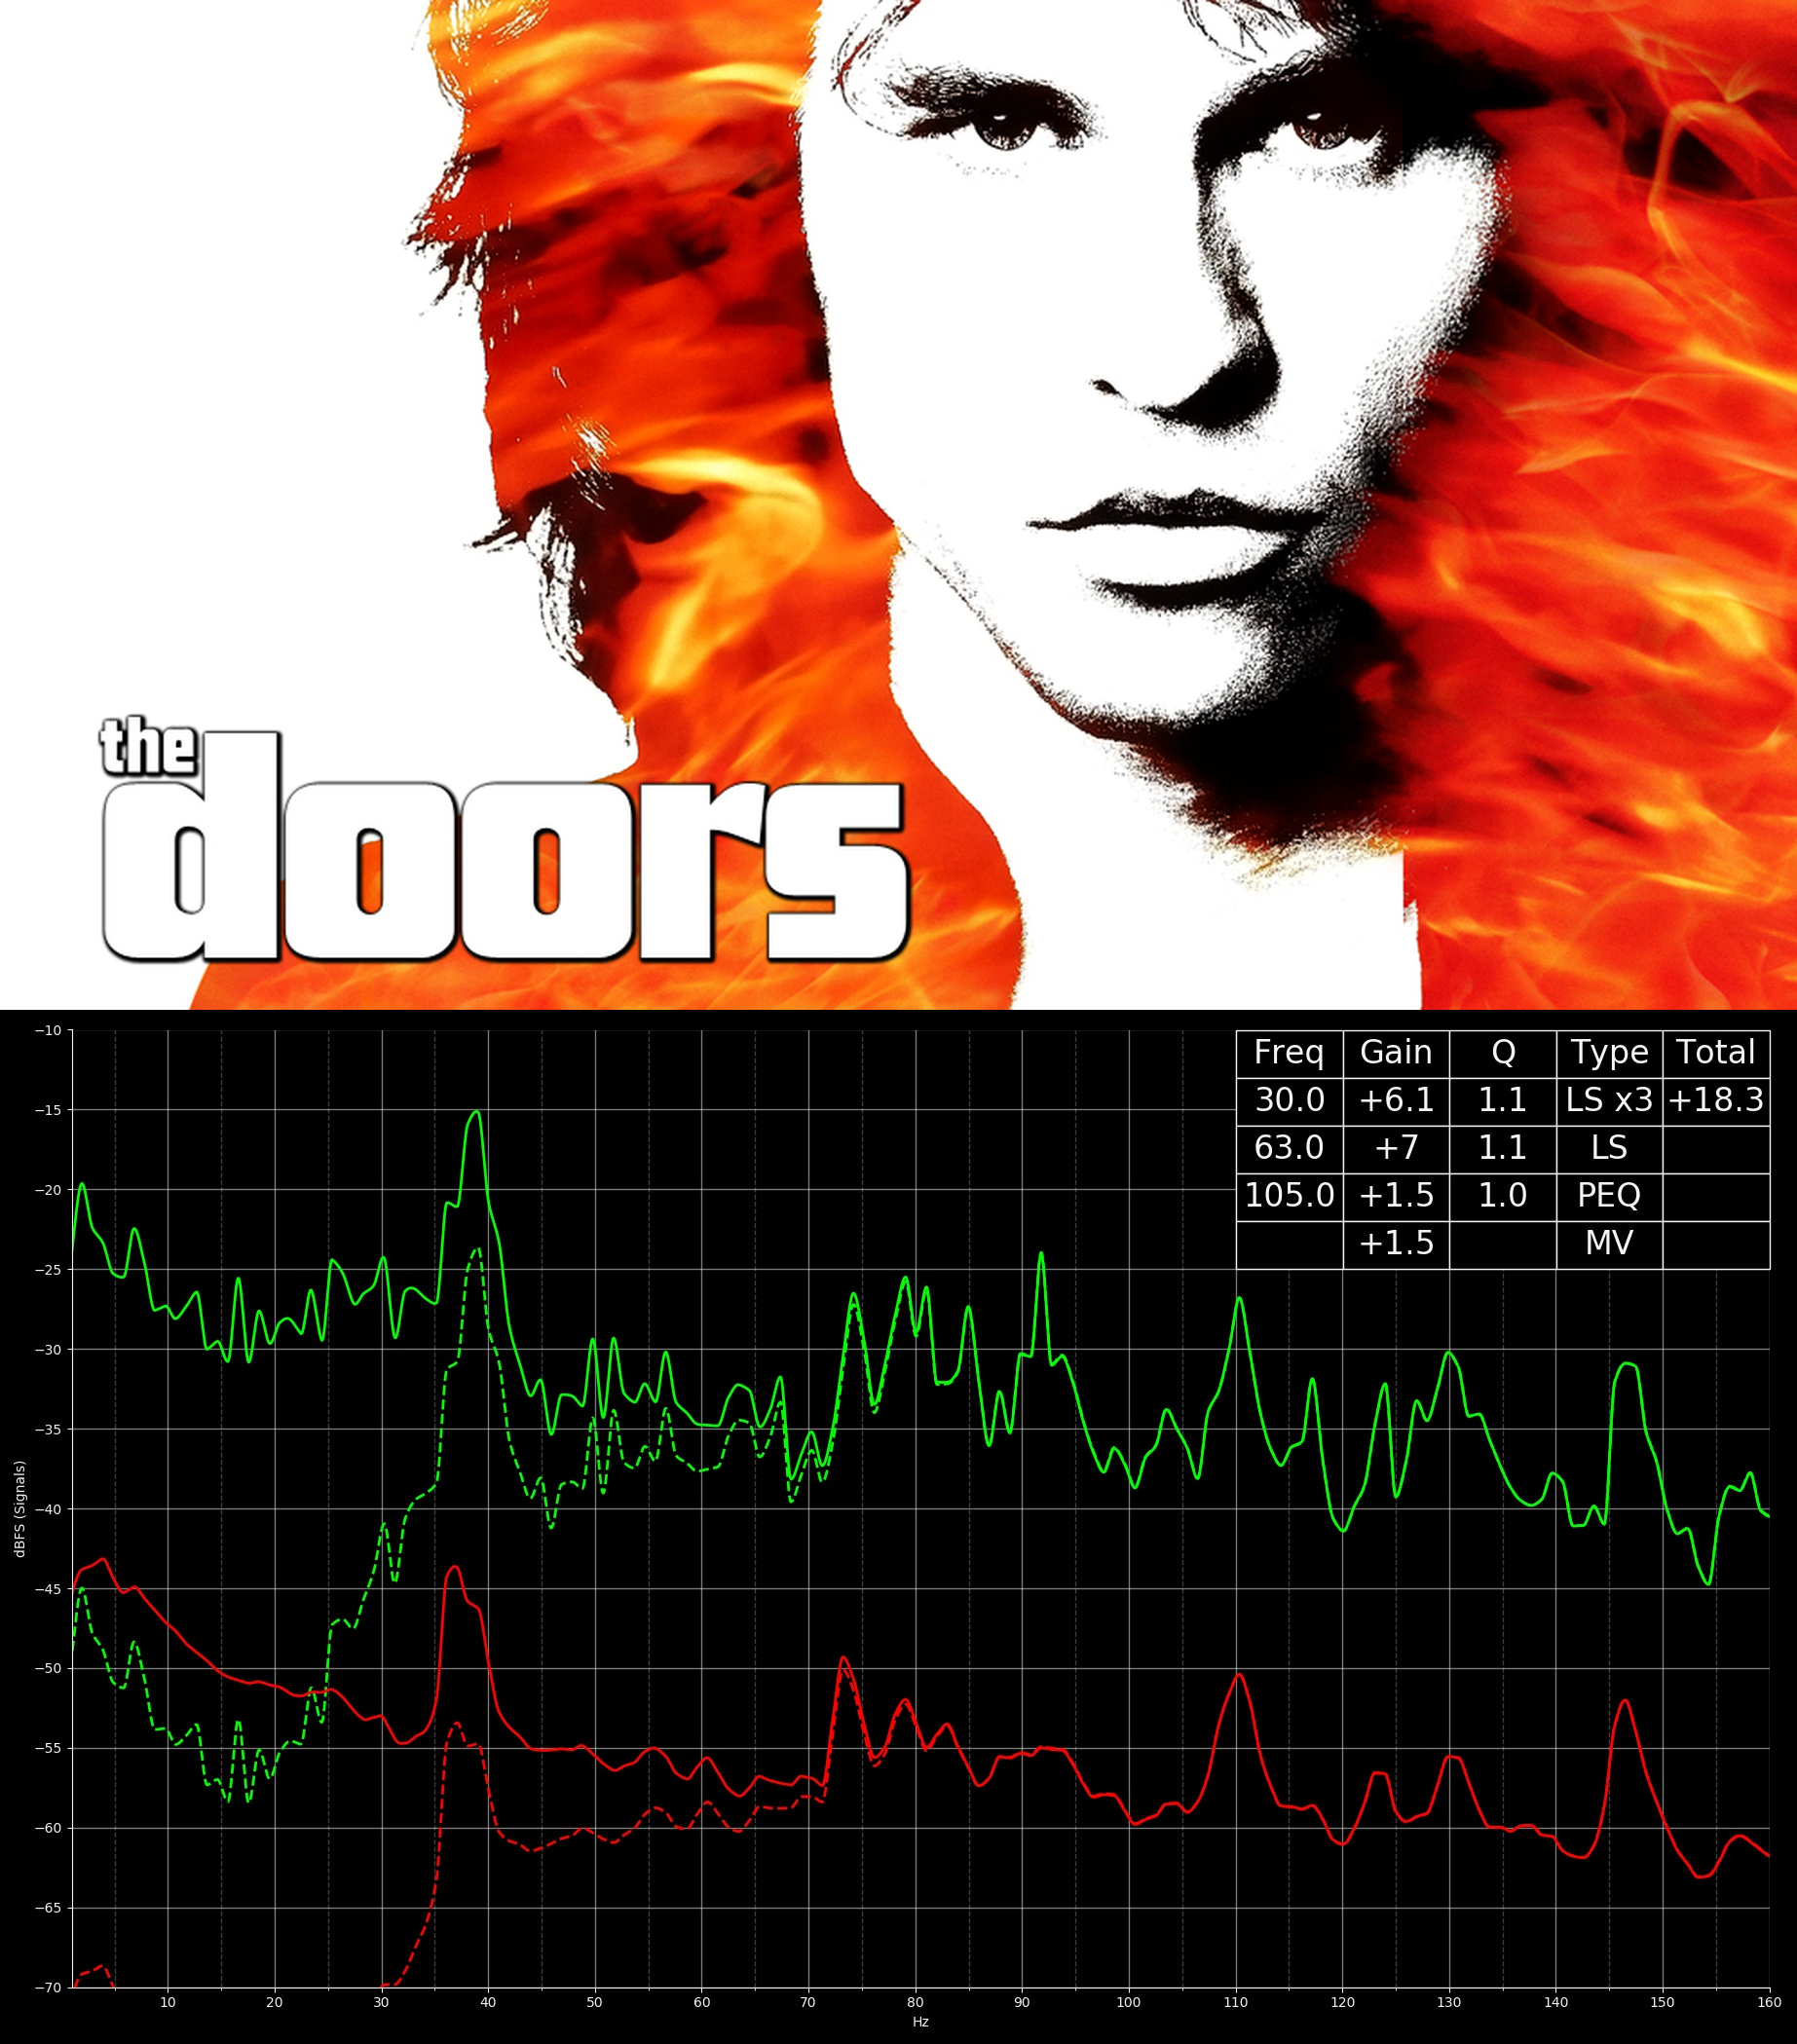 the
doors
Freq Gain Q Type Total
30.0 +6.1 1.1 LS x3 +18.3
63.0 +7 1.1 LS
105.0 +1.5 1.0 PEQ
+1.5 MV
−10
−15
−20
−25
−30
−35
−40
−45
−50
−55
−60
−65
−70
dBFS (Signals)
10 20 30 40 50 60 70 80 90 100 110 120 130 140 150 160
Hz